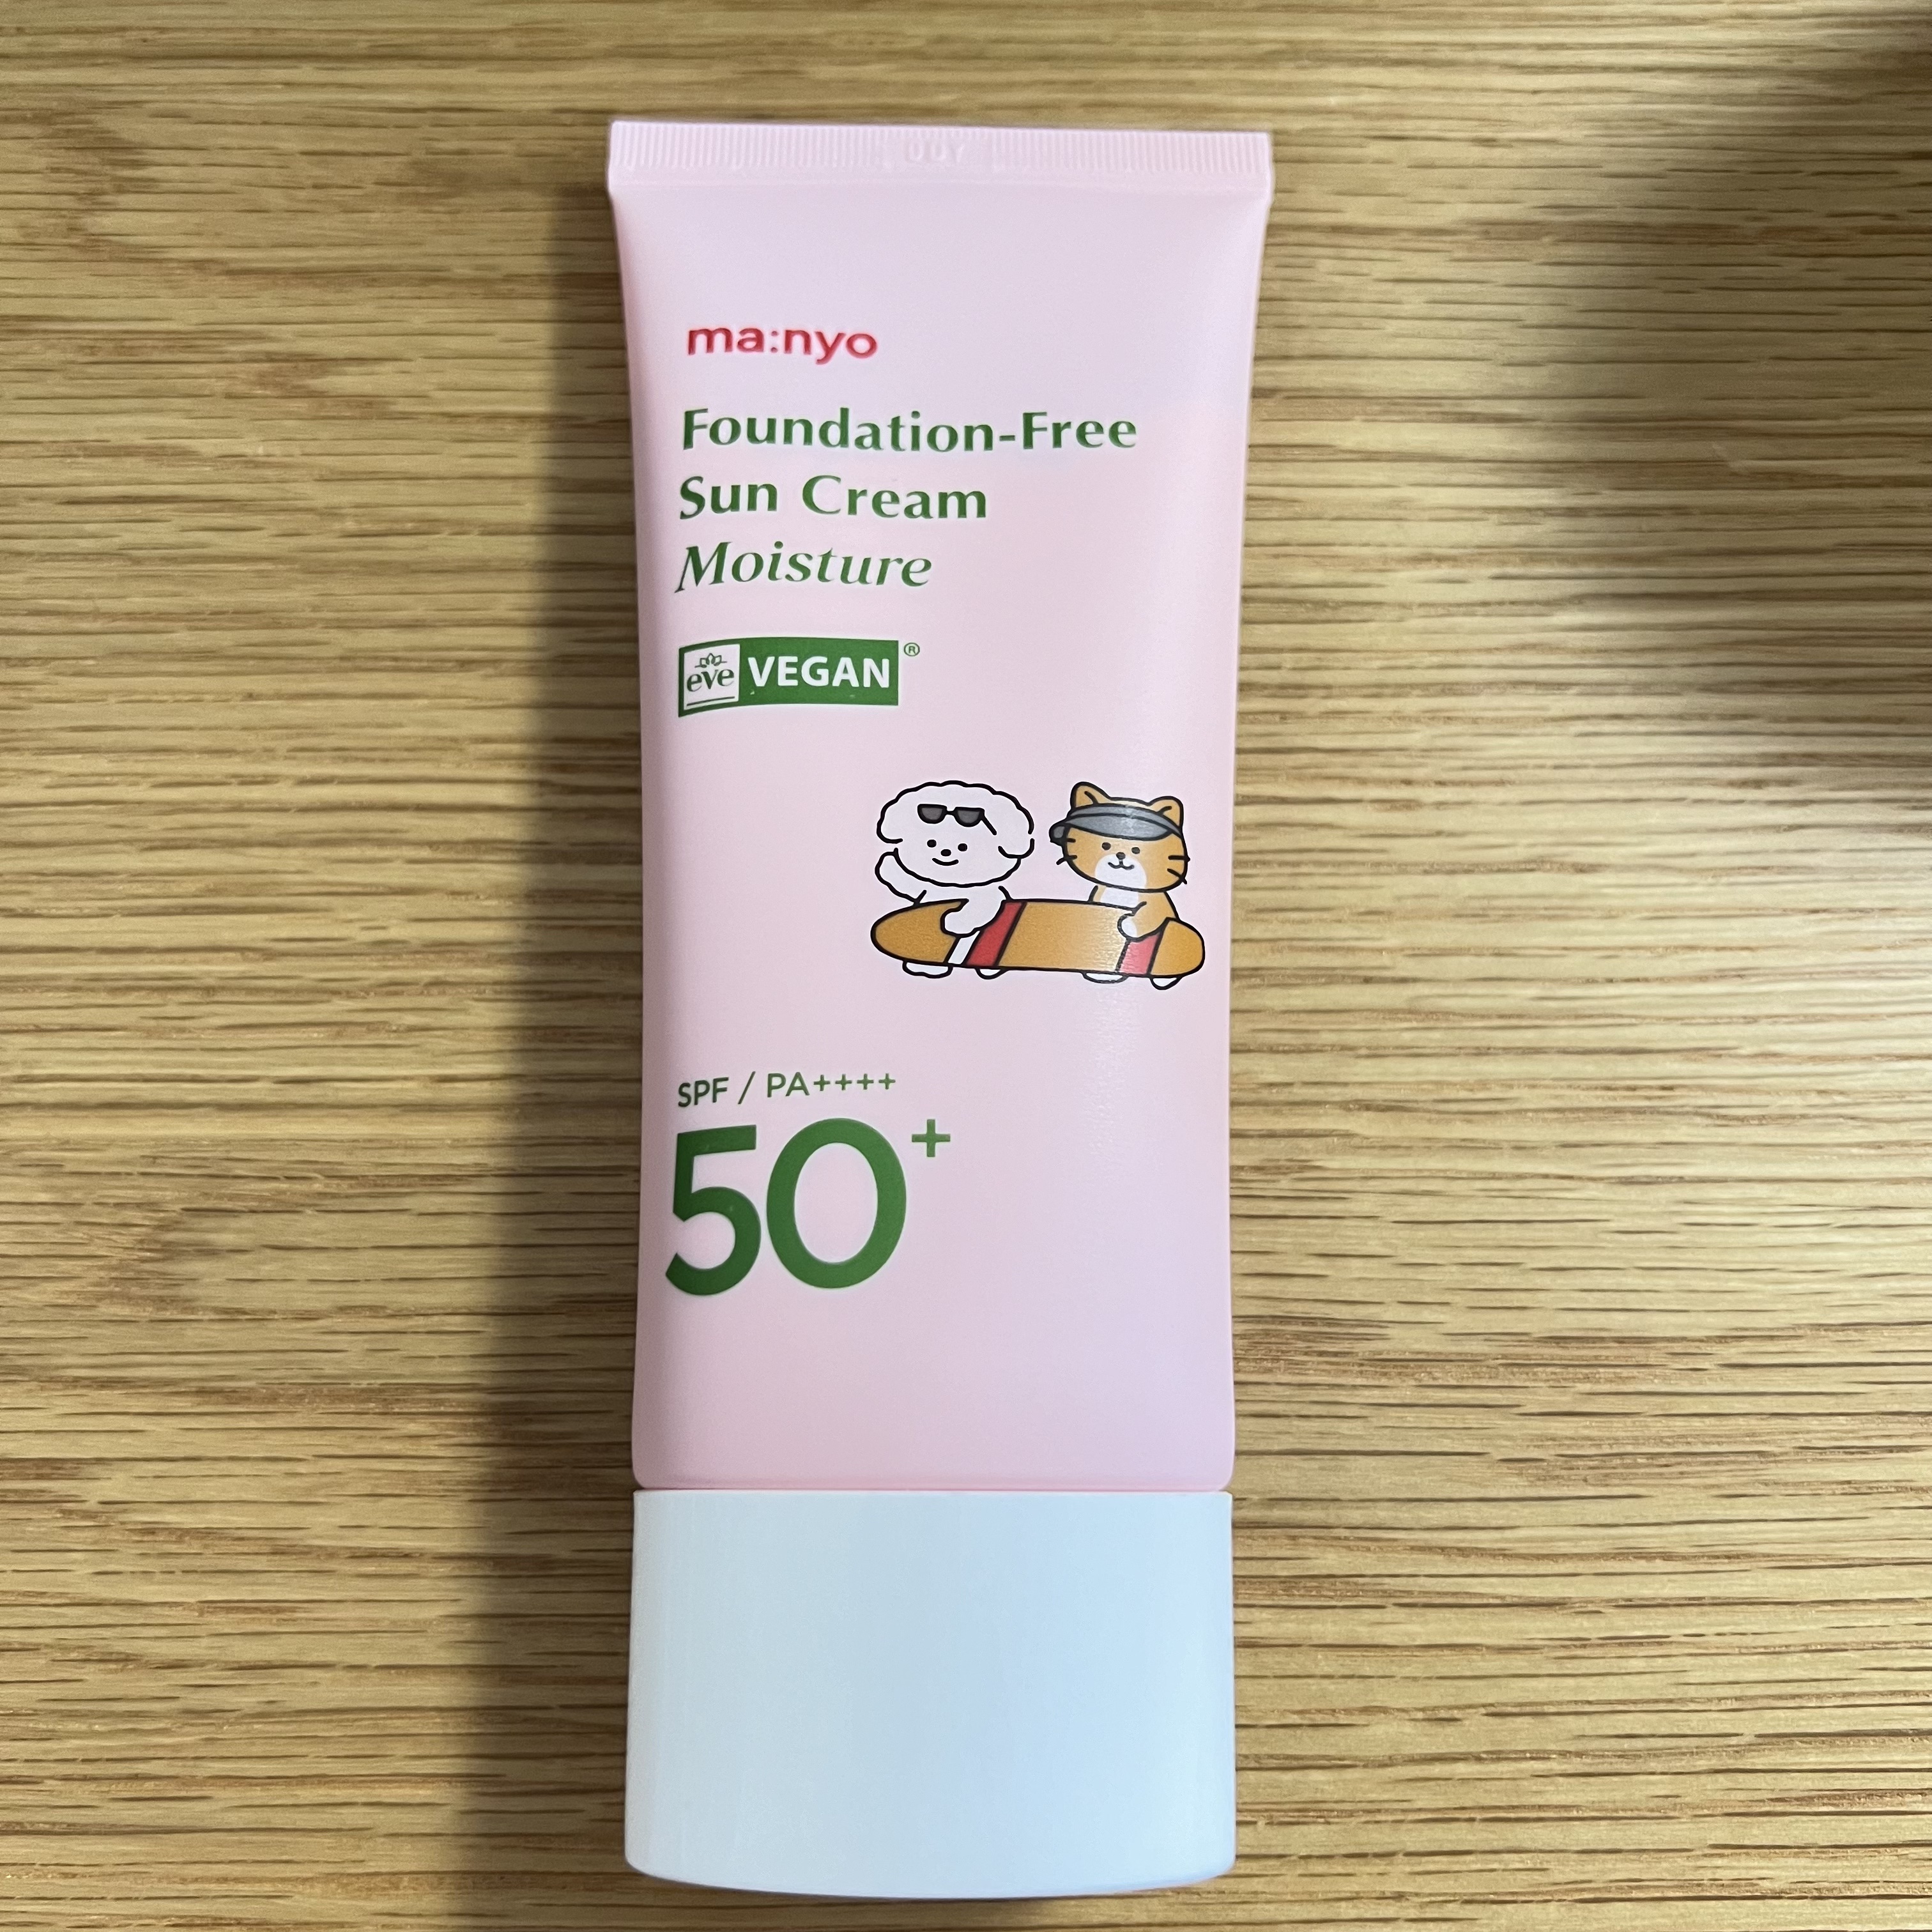 ma:nyo
Foundation-Free
Sun Cream
Moisture
eve VEGAN®
SPF / PA++++
50+